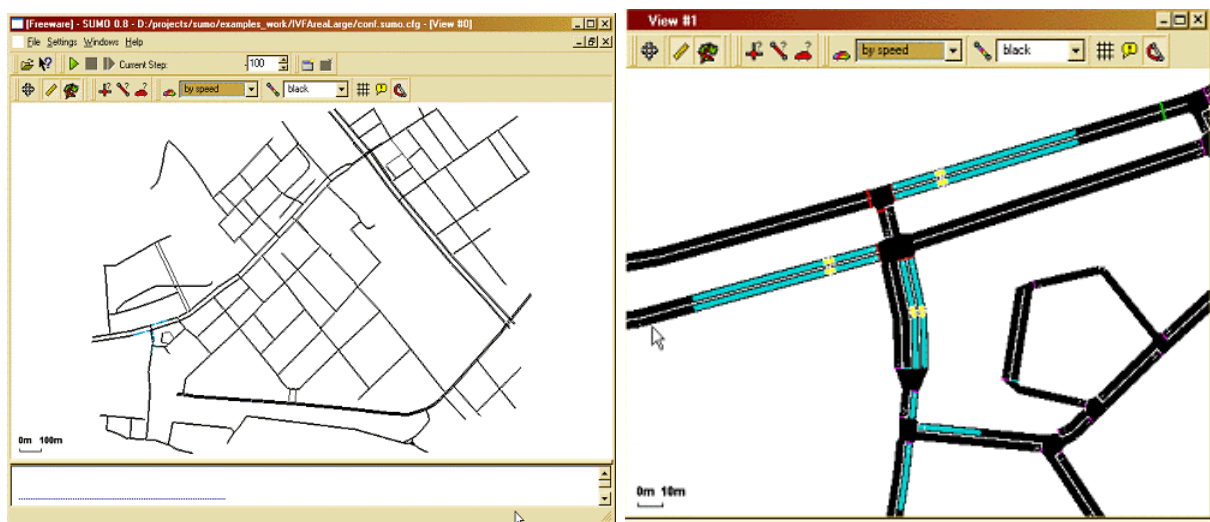 [Freeware] - SUMO 0.8 - D:/projects/sumo/examples_work/IVFAreaLarge/conf.sumo.cfg - [View #0]
File Settings Windows Help
Current Step: 100
by speed black
0m 100m
View #1
by speed black
0m 10m